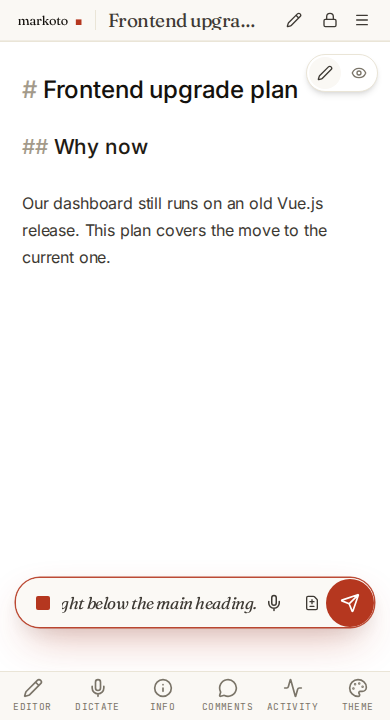 markoto
Frontend upgra...
# Frontend upgrade plan
## Why now
Our dashboard still runs on an old Vue.js
release. This plan covers the move to the
current one.
ght below the main heading.
EDITOR DICTATE INFO COMMENTS ACTIVITY THEME